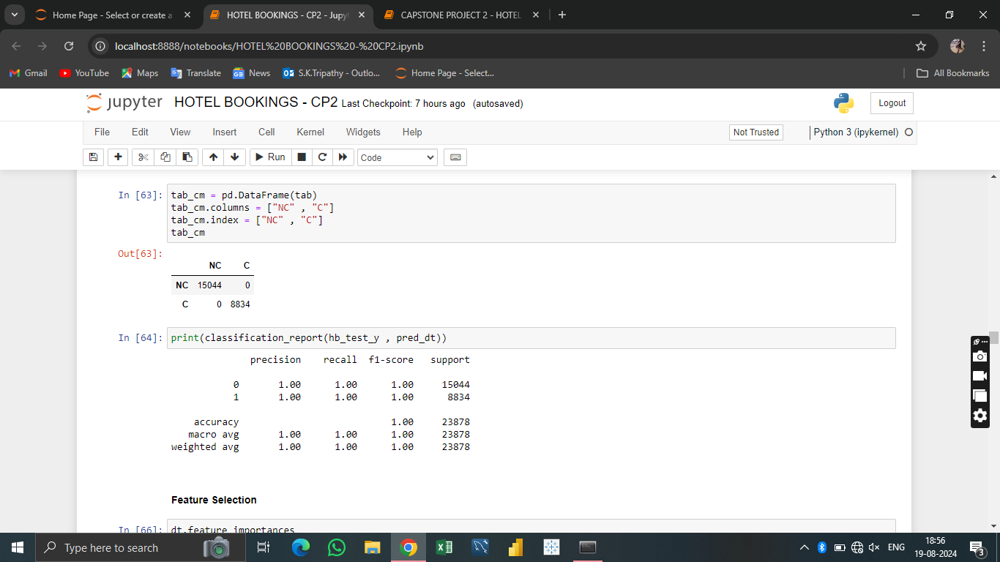 Home Page - Select or create a
HOTEL BOOKINGS - CP2 - Jupy
CAPSTONE PROJECT 2 - HOTEL
localhost:8888/notebooks/HOTEL%20BOOKINGS%20-%20CP2.ipynb
Gmail YouTube Maps Translate News S.K.Tripathy - Outlo... Home Page - Select... All Bookmarks
jupyter HOTEL BOOKINGS - CP2 Last Checkpoint: 7 hours ago (autosaved) Logout
File Edit View Insert Cell Kernel Widgets Help Not Trusted Python 3 (ipykernel)
Run Code
In [63]: tab_cm = pd.DataFrame(tab)
tab_cm.columns = ["NC" , "C"]
tab_cm.index = ["NC" , "C"]
tab_cm
Out[63]:
NC C
NC 15044 0
C 0 8834
In [64]: print(classification_report(hb_test_y , pred_dt))
precision recall f1-score support
0 1.00 1.00 1.00 15044
1 1.00 1.00 1.00 8834
accuracy 1.00 23878
macro avg 1.00 1.00 1.00 23878
weighted avg 1.00 1.00 1.00 23878
Feature Selection
In [66]: dt.feature_importances_
Type here to search
ENG
18:56
19-08-2024
3